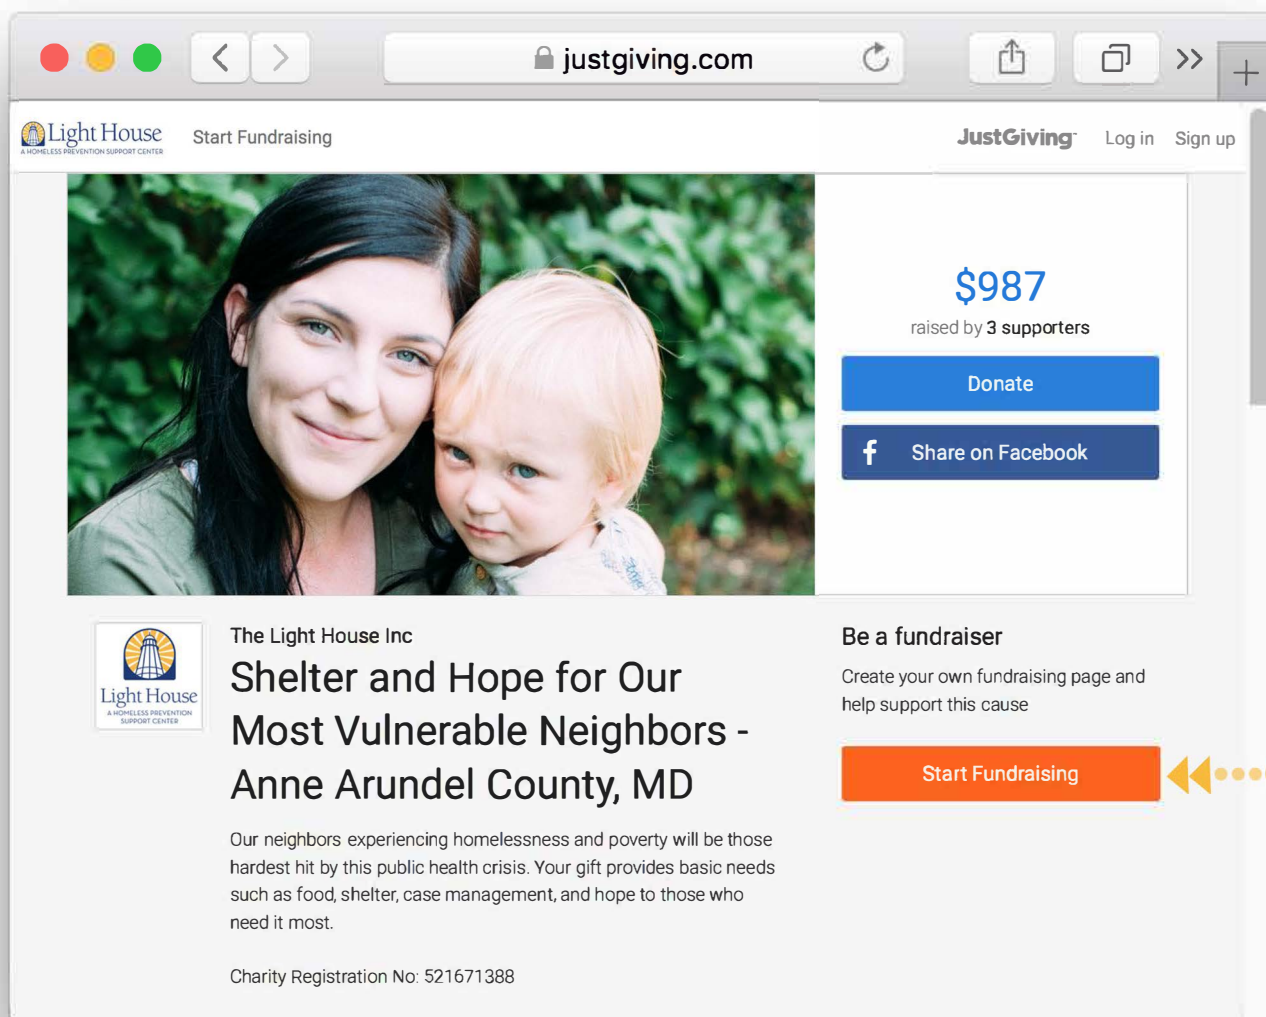 justgiving.com
Light House
A HOMELESS PREVENTION SUPPORT CENTER
Start Fundraising
JustGiving™
Log in
Sign up
$987
raised by 3 supporters
Donate
f Share on Facebook
Light House
A HOMELESS PREVENTION
SUPPORT CENTER
The Light House Inc
Shelter and Hope for Our
Most Vulnerable Neighbors -
Anne Arundel County, MD
Our neighbors experiencing homelessness and poverty will be those
hardest hit by this public health crisis. Your gift provides basic needs
such as food, shelter, case management, and hope to those who
need it most.
Charity Registration No: 521671388
Be a fundraiser
Create your own fundraising page and
help support this cause
Start Fundraising